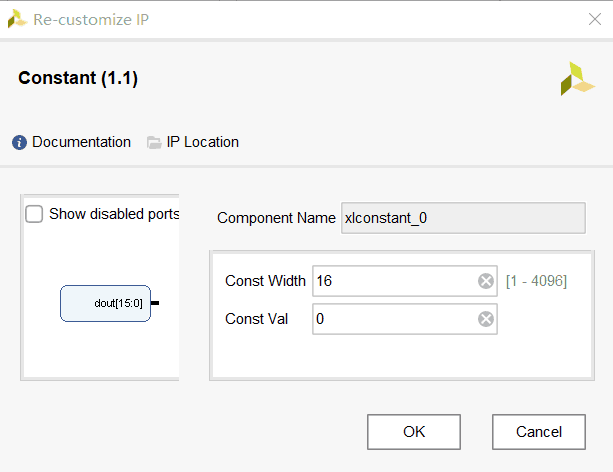 Re-customize IP
Constant (1.1)
Documentation IP Location
Show disabled ports
Component Name xlconstant_0
dout[15:0]
Const Width 16 [1 - 4096]
Const Val 0
OK Cancel